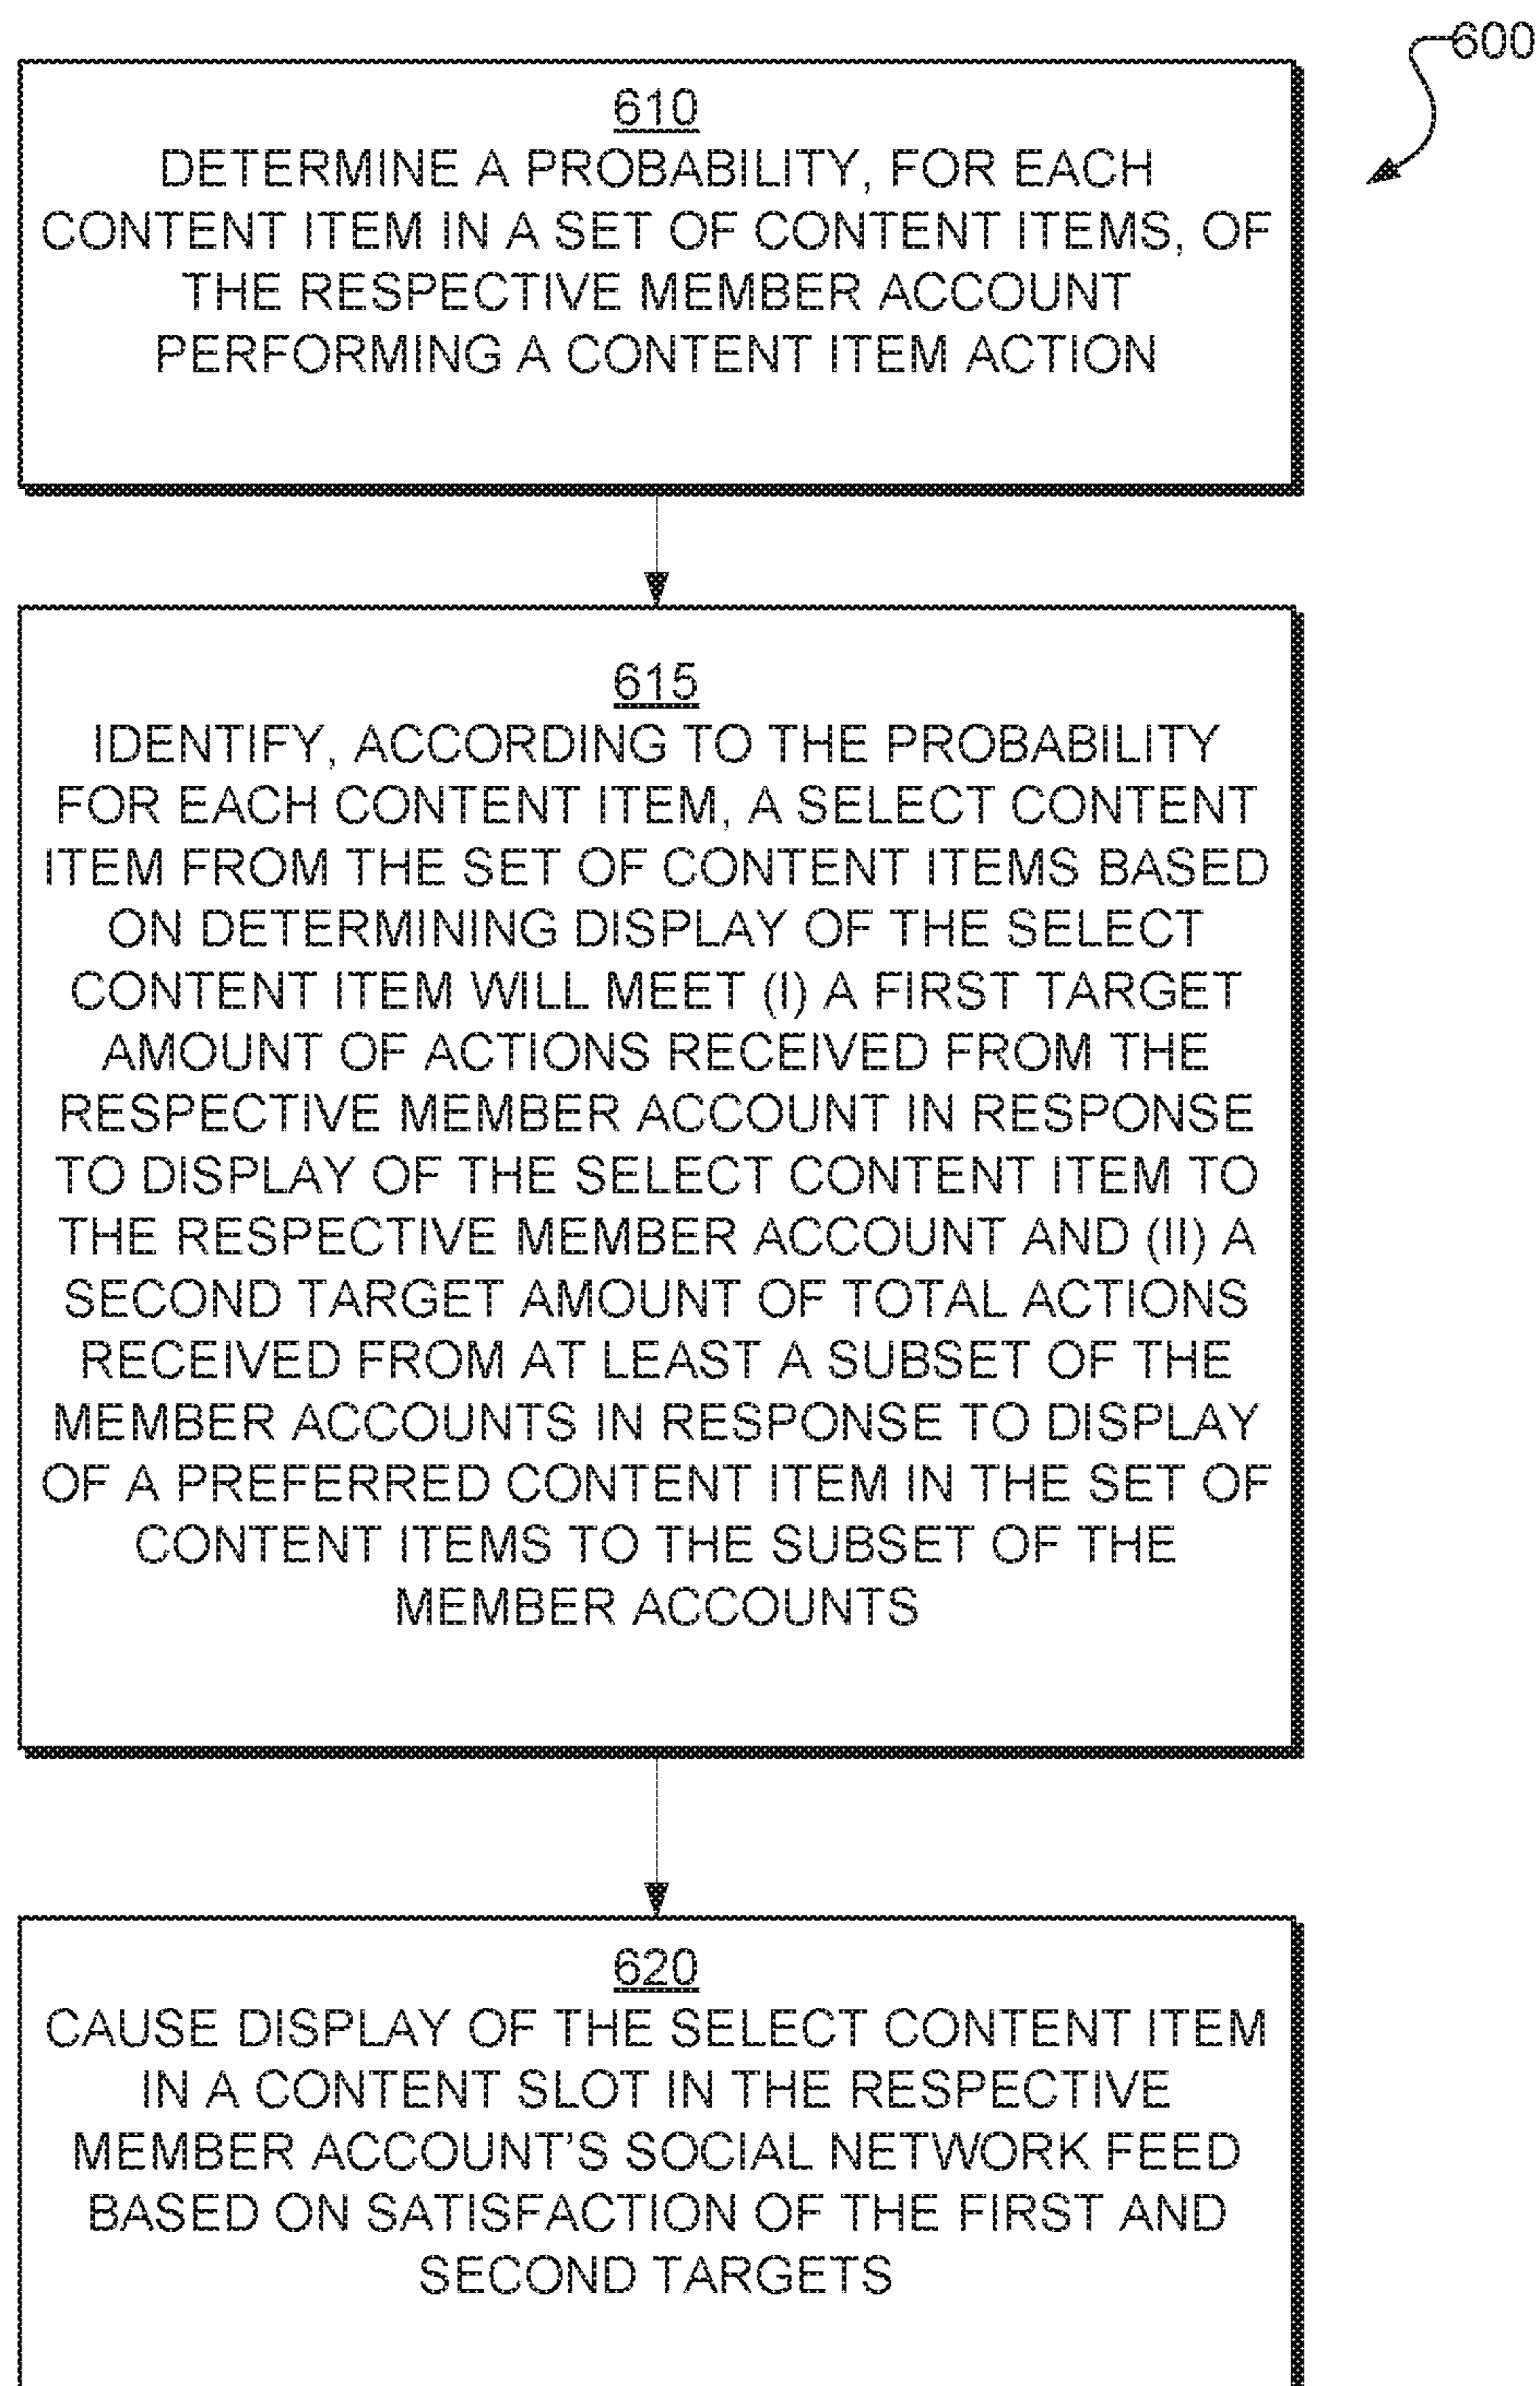 600
610
DETERMINE A PROBABILITY, FOR EACH
CONTENT ITEM IN A SET OF CONTENT ITEMS, OF
THE RESPECTIVE MEMBER ACCOUNT
PERFORMING A CONTENT ITEM ACTION
615
IDENTIFY, ACCORDING TO THE PROBABILITY
FOR EACH CONTENT ITEM, A SELECT CONTENT
ITEM FROM THE SET OF CONTENT ITEMS BASED
ON DETERMINING DISPLAY OF THE SELECT
CONTENT ITEM WILL MEET (I) A FIRST TARGET
AMOUNT OF ACTIONS RECEIVED FROM THE
RESPECTIVE MEMBER ACCOUNT IN RESPONSE
TO DISPLAY OF THE SELECT CONTENT ITEM TO
THE RESPECTIVE MEMBER ACCOUNT AND (II) A
SECOND TARGET AMOUNT OF TOTAL ACTIONS
RECEIVED FROM AT LEAST A SUBSET OF THE
MEMBER ACCOUNTS IN RESPONSE TO DISPLAY
OF A PREFERRED CONTENT ITEM IN THE SET OF
CONTENT ITEMS TO THE SUBSET OF THE
MEMBER ACCOUNTS
620
CAUSE DISPLAY OF THE SELECT CONTENT ITEM
IN A CONTENT SLOT IN THE RESPECTIVE
MEMBER ACCOUNT'S SOCIAL NETWORK FEED
BASED ON SATISFACTION OF THE FIRST AND
SECOND TARGETS